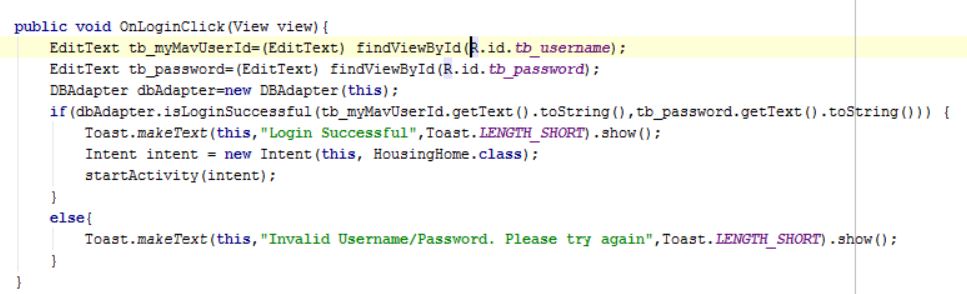 public void OnLoginClick(View view){
EditText tb_myMavUserId=(EditText) findViewById(R.id.tb_username);
EditText tb_password=(EditText) findViewById(R.id.tb_password);
DBAdapter dbAdapter=new DBAdapter(this);
if(dbAdapter.isLoginSuccessful(tb_myMavUserId.getText().toString(),tb_password.getText().toString())) {
Toast.makeText(this,"Login Successful",Toast.LENGTH_SHORT).show();
Intent intent = new Intent(this, HousingHome.class);
startActivity(intent);
}
else{
Toast.makeText(this,"Invalid Username/Password. Please try again",Toast.LENGTH_SHORT).show();
}
}